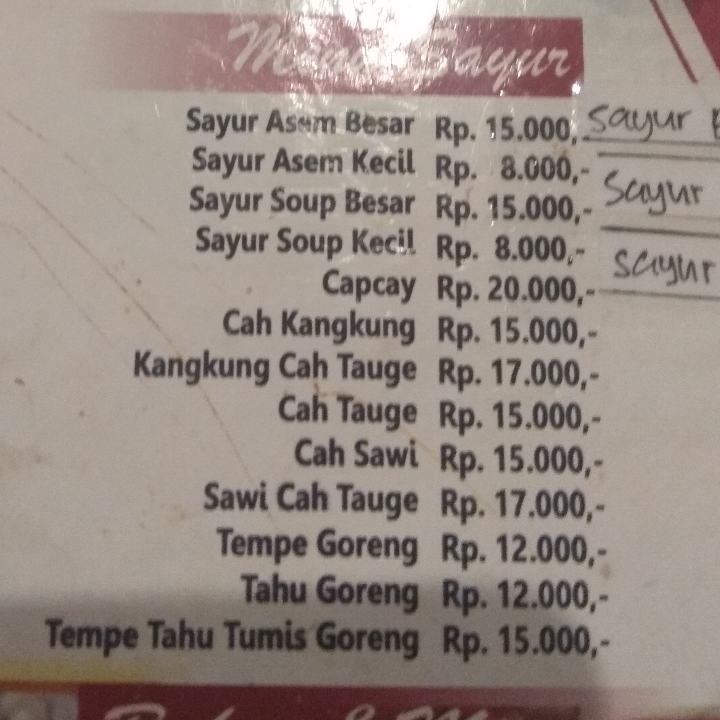 Menu Sayur
Sayur Asem Besar Rp. 15.000,- Sayur
Sayur Asem Kecil Rp. 8.000,- Sayur
Sayur Soup Besar Rp. 15.000,-
Sayur Soup Kecil Rp. 8.000,- Sayur
Capcay Rp. 20.000,-
Cah Kangkung Rp. 15.000,-
Kangkung Cah Tauge Rp. 17.000,-
Cah Tauge Rp. 15.000,-
Cah Sawi Rp. 15.000,-
Sawi Cah Tauge Rp. 17.000,-
Tempe Goreng Rp. 12.000,-
Tahu Goreng Rp. 12.000,-
Tempe Tahu Tumis Goreng Rp. 15.000,-